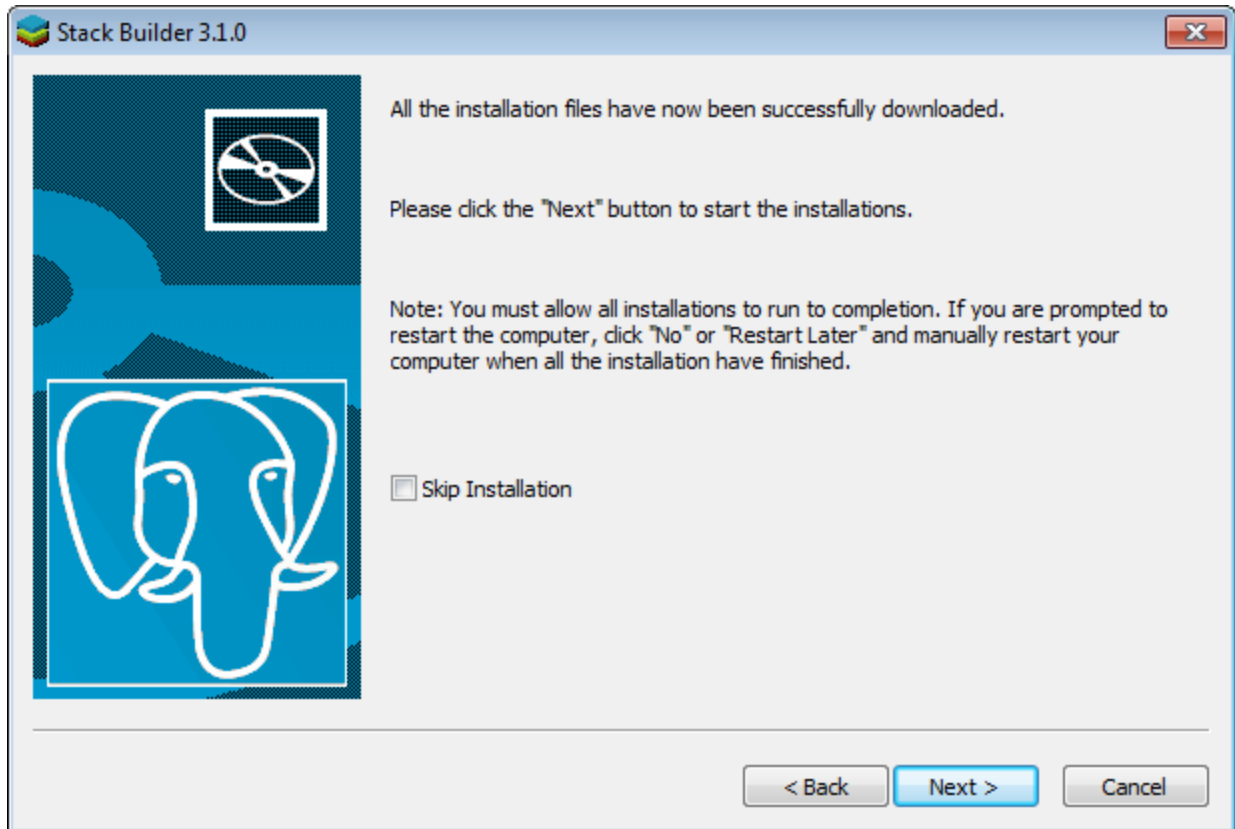 Stack Builder 3.1.0
All the installation files have now been successfully downloaded.
Please click the "Next" button to start the installations.
Note: You must allow all installations to run to completion. If you are prompted to
restart the computer, click "No" or "Restart Later" and manually restart your
computer when all the installation have finished.
Skip Installation
< Back
Next >
Cancel